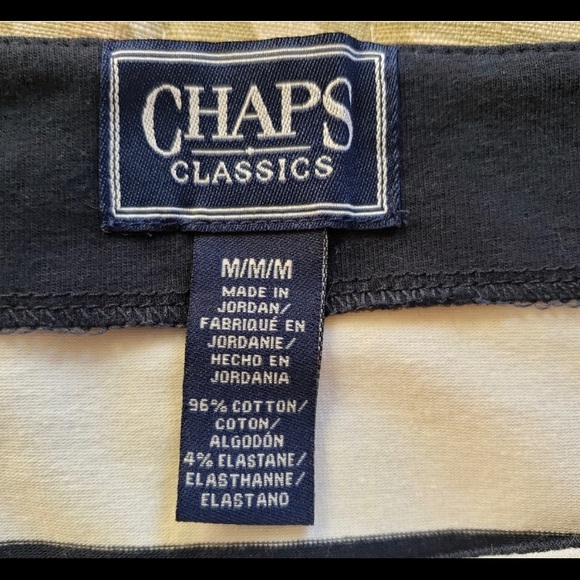 CHAPS
CLASSICS
M/M/M
MADE IN
JORDAN/
FABRIQUÉ EN
JORDANIE/
HECHO EN
JORDANIA
96% COTTON/
COTON/
ALGODÓN
4% ELASTANE/
ELASTHANNE/
ELASTANO